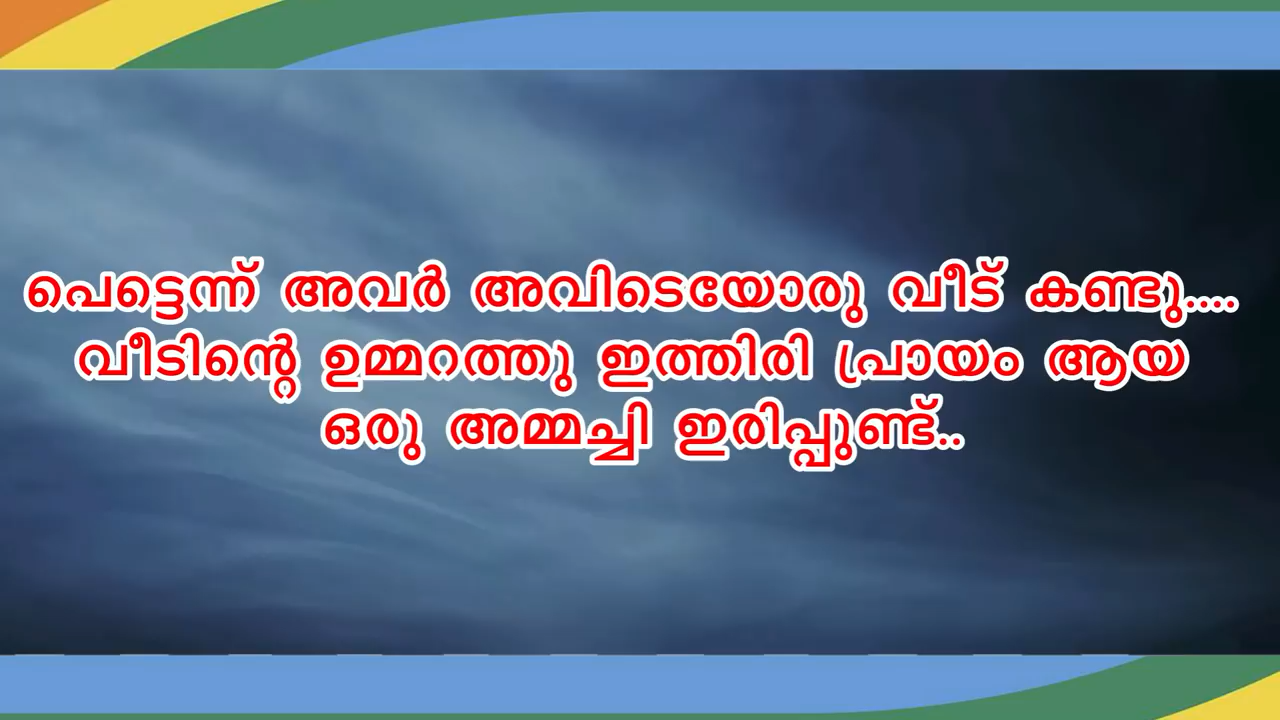 പെട്ടെന്ന് അവർ അവിടെയോരു വീട് കണ്ടു....
വീടിന്റെ ഉമ്മറത്തു ഇത്തിരി പ്രായം ആയ
ഒരു അമ്മച്ചി ഇരിപ്പുണ്ട്..